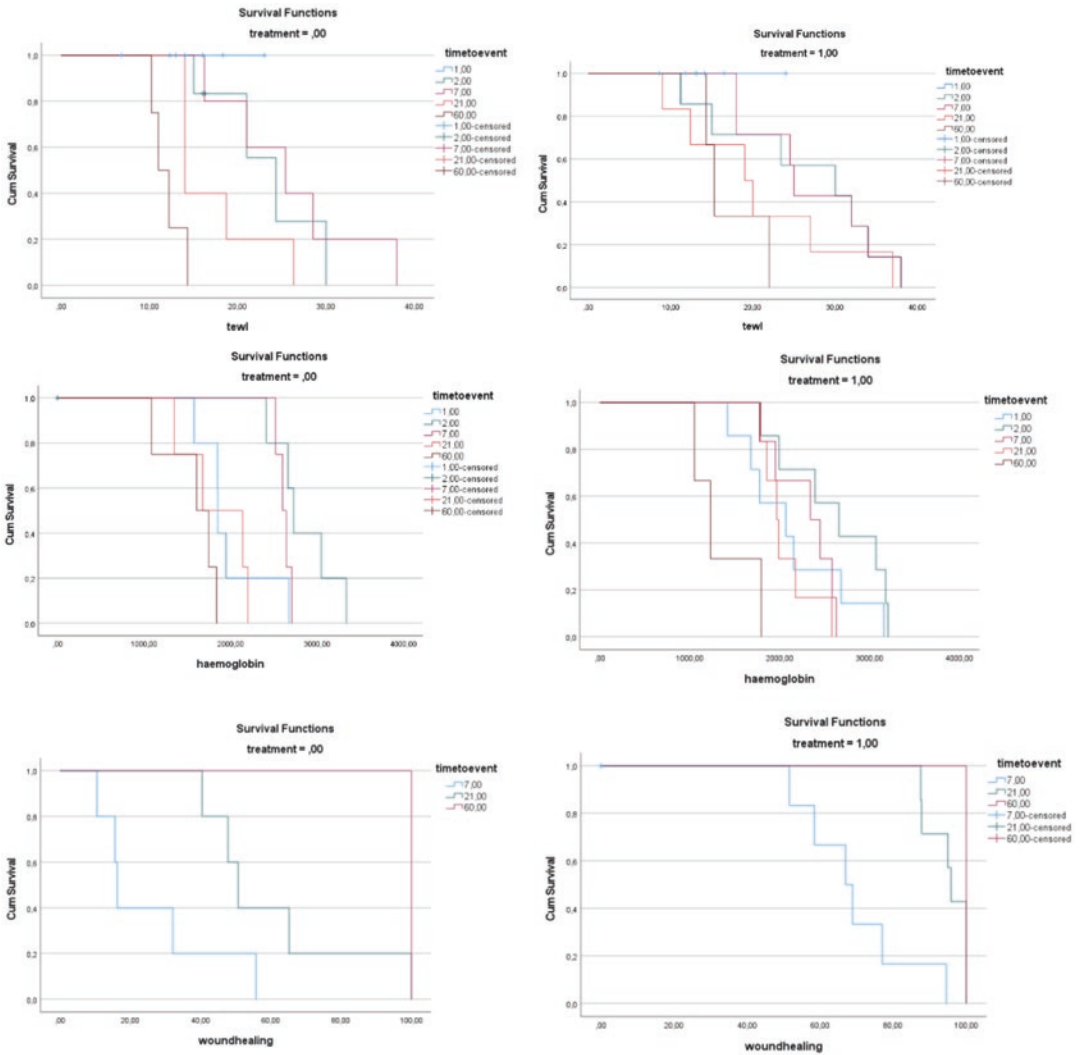 Survival Functions
treatment = ,00
timetoevent
1,00
2,00
7,00
21,00
60,00
1,00-censored
2,00-censored
7,00-censored
21,00-censored
60,00-censored
Cum Survival
1,0
0,8
0,6
0,4
0,2
0,0
,00
10,00
20,00
30,00
40,00
tewl
Survival Functions
treatment = 1,00
timetoevent
1,00
2,00
7,00
21,00
60,00
1,00-censored
2,00-censored
7,00-censored
21,00-censored
60,00-censored
Cum Survival
1,0
0,8
0,6
0,4
0,2
0,0
,00
10,00
20,00
30,00
40,00
tewl
Survival Functions
treatment = ,00
timetoevent
1,00
2,00
7,00
21,00
60,00
1,00-censored
2,00-censored
7,00-censored
21,00-censored
60,00-censored
Cum Survival
1,0
0,8
0,6
0,4
0,2
0,0
,00
1000,00
2000,00
3000,00
4000,00
haemoglobin
Survival Functions
treatment = 1,00
timetoevent
1,00
2,00
7,00
21,00
60,00
Cum Survival
1,0
0,8
0,6
0,4
0,2
0,0
,00
1000,00
2000,00
3000,00
4000,00
haemoglobin
Survival Functions
treatment = ,00
timetoevent
7,00
21,00
60,00
Cum Survival
1,0
0,8
0,6
0,4
0,2
0,0
,00
20,00
40,00
60,00
80,00
100,00
woundhealing
Survival Functions
treatment = 1,00
timetoevent
7,00
21,00
60,00
7,00-censored
21,00-censored
60,00-censored
Cum Survival
1,0
0,8
0,6
0,4
0,2
0,0
,00
20,00
40,00
60,00
80,00
100,00
woundhealing